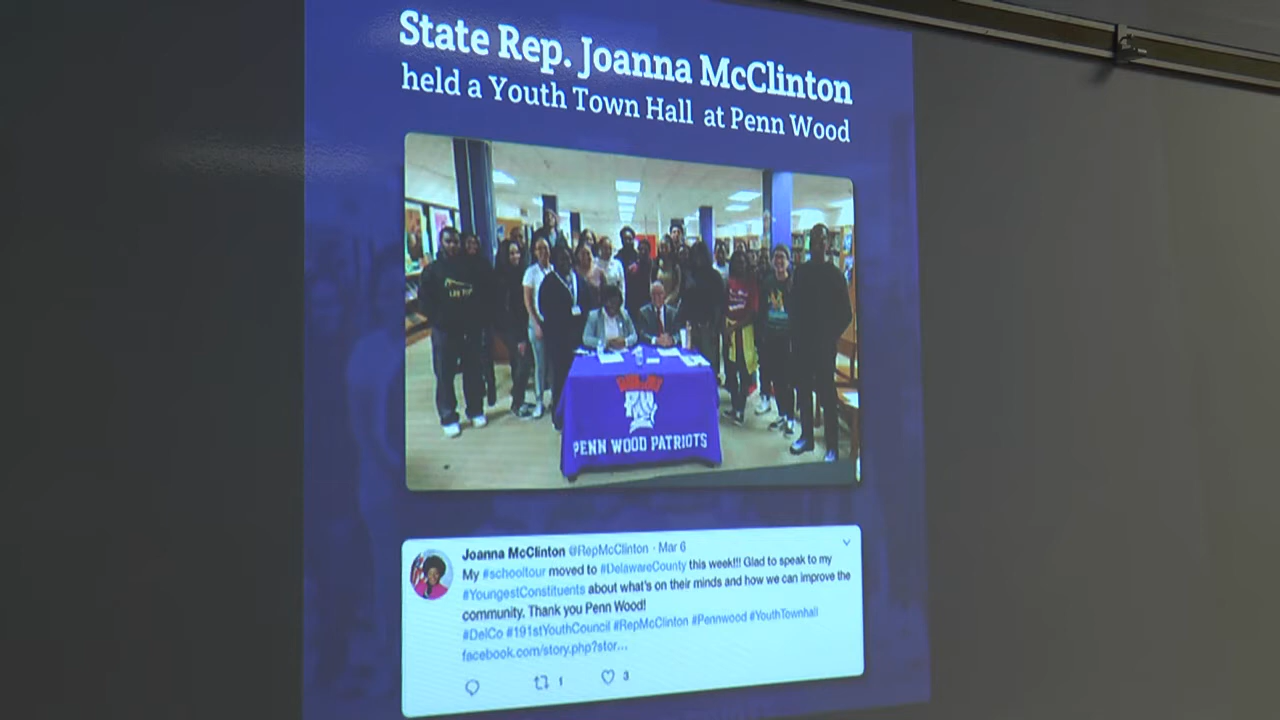 State Rep. Joanna McClinton
held a Youth Town Hall at Penn Wood
PENN WOOD PATRIOTS
Joanna McClinton @RepMcClinton · Mar 6
My #schooltour moved to #DelawareCounty this week!!! Glad to speak to my
#YoungestConstituents about what's on their minds and how we can improve the
community. Thank you Penn Wood!
#DelCo #191stYouthCouncil #RepMcClinton #Pennwood #YouthTownhall
facebook.com/story.php?stor...
1 3